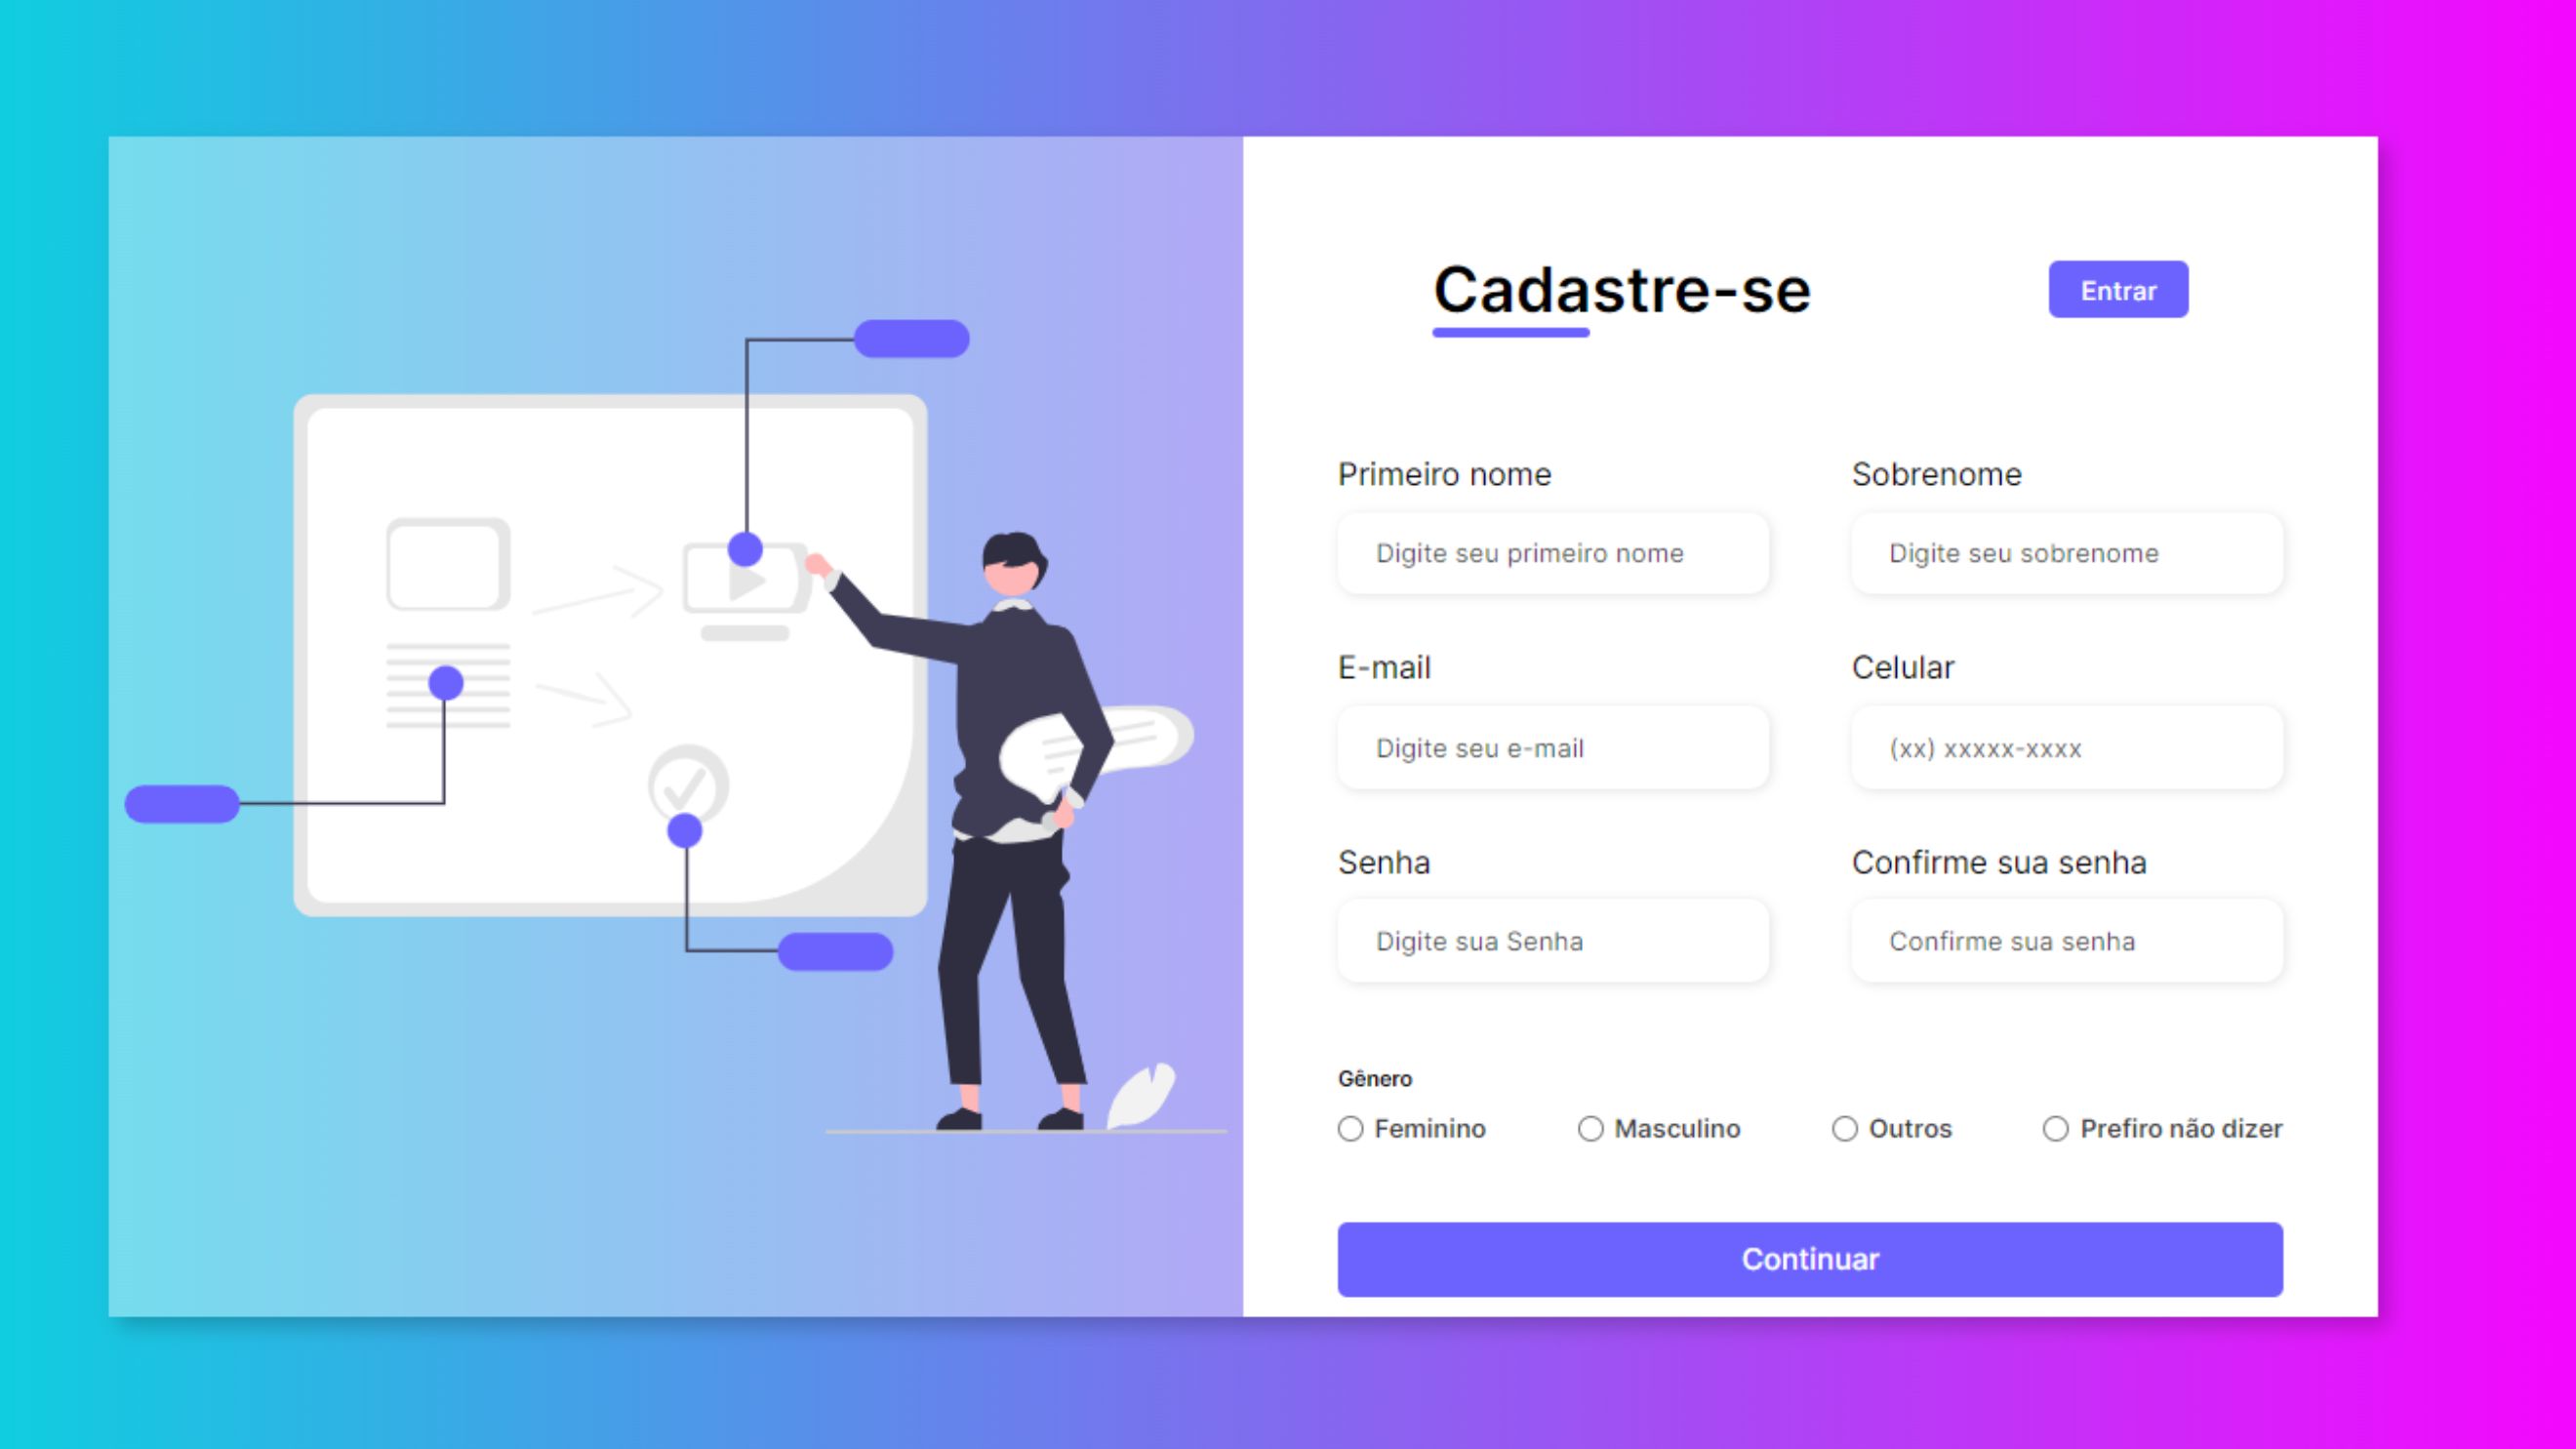 Cadastre-se
Entrar
Primeiro nome
Sobrenome
Digite seu primeiro nome
Digite seu sobrenome
E-mail
Celular
Digite seu e-mail
(xx) xxxxx-xxxx
Senha
Confirme sua senha
Digite sua Senha
Confirme sua senha
Gênero
Feminino
Masculino
Outros
Prefiro não dizer
Continuar